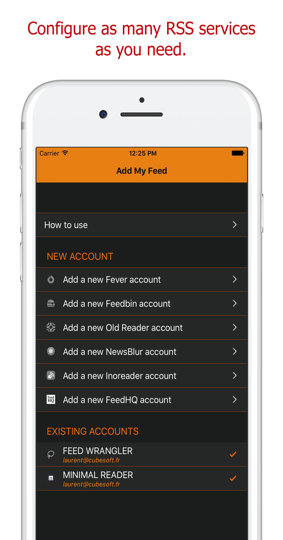 Configure as many RSS services
as you need.
Carrier 12:25 PM
Add My Feed
How to use
NEW ACCOUNT
Add a new Fever account
Add a new Feedbin account
Add a new Old Reader account
Add a new NewsBlur account
Add a new Inoreader account
Add a new FeedHQ account
EXISTING ACCOUNTS
FEED WRANGLER
laurent@cubesoft.fr
MINIMAL READER
laurent@cubesoft.fr